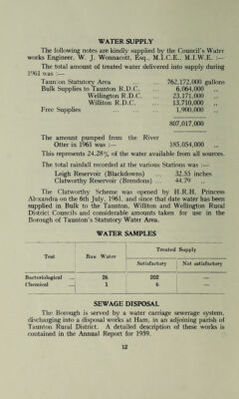 WATER SUPPLY
The following notes are kindly supplied by the Council's Water
works Engineer, W. J. Wonnacott, Esq., M.I.C.E., M.I.W.E. :—
The total amount of treated water delivered into supply during
1961 was :—
Taunton Statutory Area 762,172,000 gallons
Bulk Supplies to Taunton R.D.C. ... 6,064,000 ,,
Wellington R.D.C. ... 23,171,000 ,,
Williton R.D.C. ... 13,710,000 ,,
Free Supplies ... ... ... 1,900,000 ,,
807,017,000
The amount pumped from the River
Otter in 1961 was :— 185,054,000 ,,
This represents 24.28% of the water available from all sources.
The total rainfall recorded at the various Stations was :—
Leigh Reservoir (Blackdowns) ... 32.55 inches
Clatworthy Reservoir (Brendons) ... 44.79 ,,
The Clatworthy Scheme was opened by H.R.H. Princess
Alexandra on the 6th July, 1961, and since that date water has been
supplied in Bulk to the Taunton, Williton and Wellington Rural
District Councils and considerable amounts taken for use in the
Borough of Taunton's Statutory Water Area.
WATER SAMPLES
Test Raw Water Treated Supply
Satisfactory Not satisfactory
Bacteriological ... 26 202 —
Chemical ... 1 6 —
SEWAGE DISPOSAL
The Borough is served by a water carriage sewerage system,
discharging into a disposal works at Ham, in an adjoining parish of
Taunton Rural District. A detailed description of these works is
contained in the Annual Report for 1959.
12